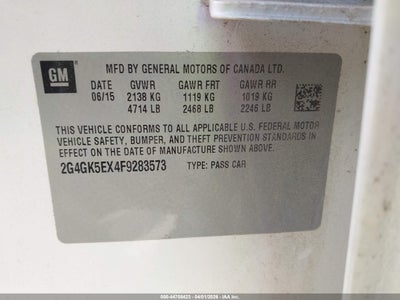 GM
MFD BY GENERAL MOTORS OF CANADA LTD.
06/15 GVWR GAWR FRT GAWR RR
2138 KG 1119 KG 1019 KG
4714 LB 2468 LB 2246 LB
THIS VEHICLE CONFORMS TO ALL APPLICABLE U.S. FEDERAL MOTOR
VEHICLE SAFETY, BUMPER, AND THEFT PREVENTION STANDARDS IN
EFFECT ON THE DATE OF MANUFACTURE SHOWN ABOVE.
2G4GK5EX4F9283573 TYPE: PASS CAR